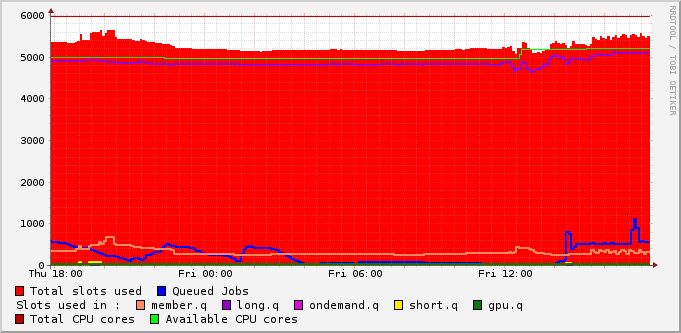 6000
5000
4000
3000
2000
1000
0
Thu 18:00 Fri 00:00 Fri 06:00 Fri 12:00
Total slots used Queued Jobs
Slots used in : member.q long.q ondemand.q short.q gpu.q
Total CPU cores Available CPU cores
RRDTOOL / TOBI OETIKER